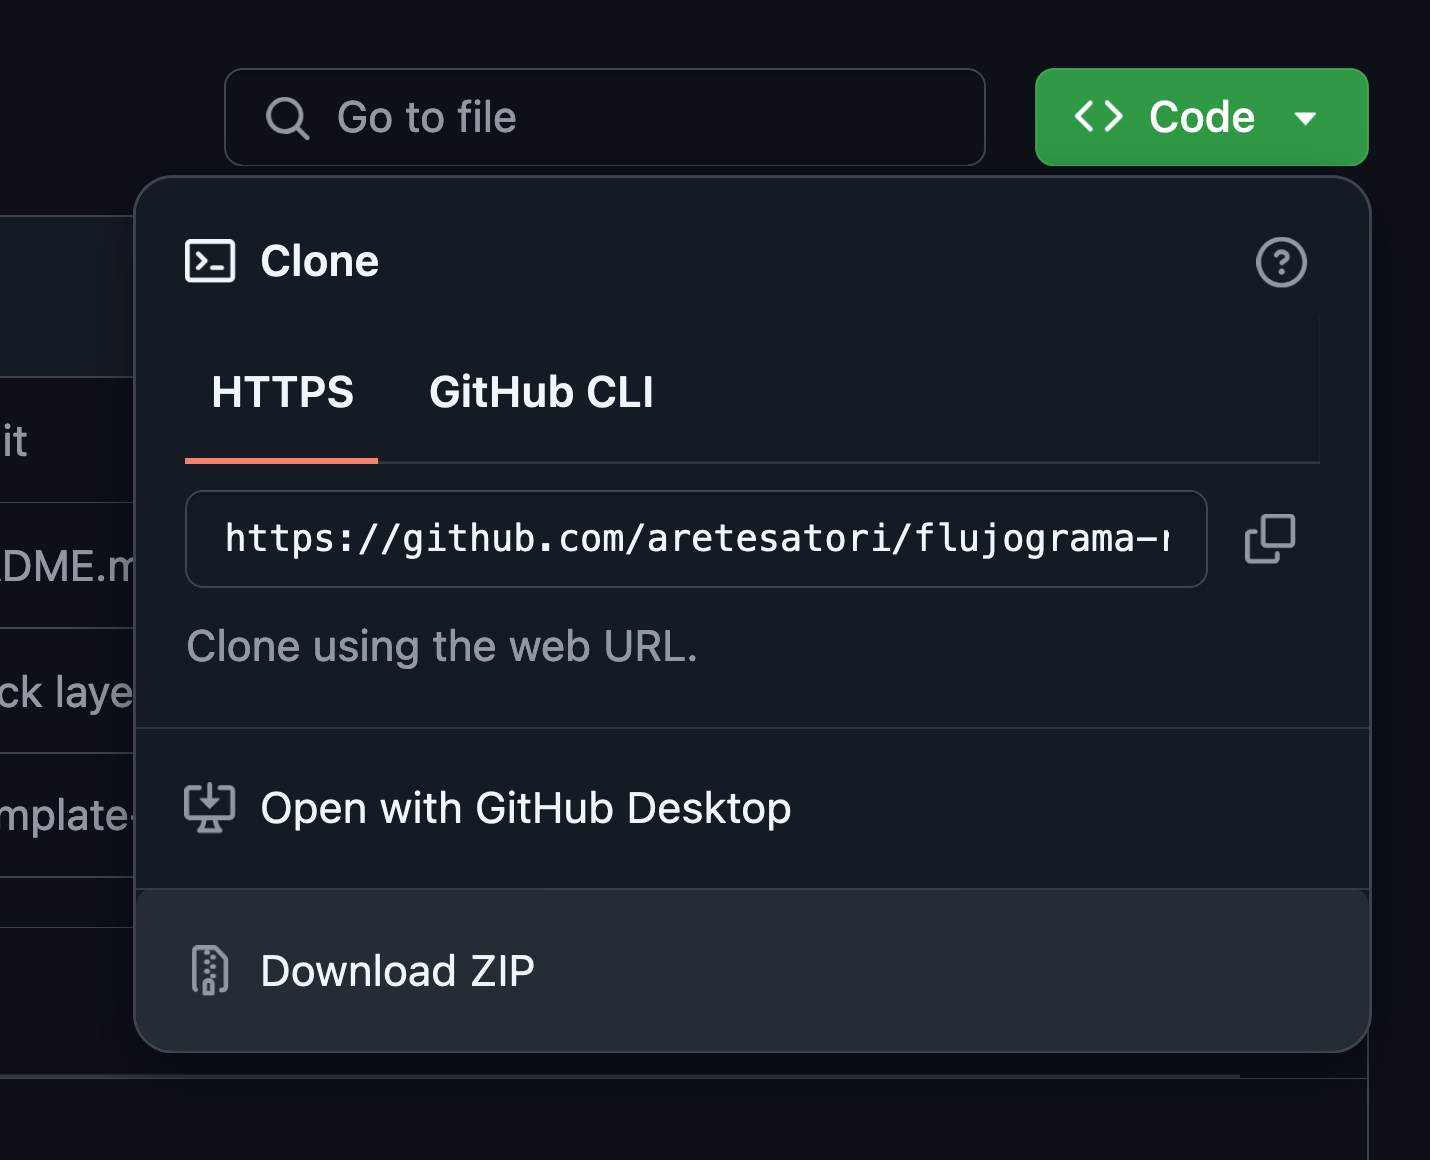 Go to file
Code
Clone
HTTPS GitHub CLI
it
https://github.com/aretesatori/flujograma-
DME.m
Clone using the web URL.
ck laye
Open with GitHub Desktop
mplate-
Download ZIP